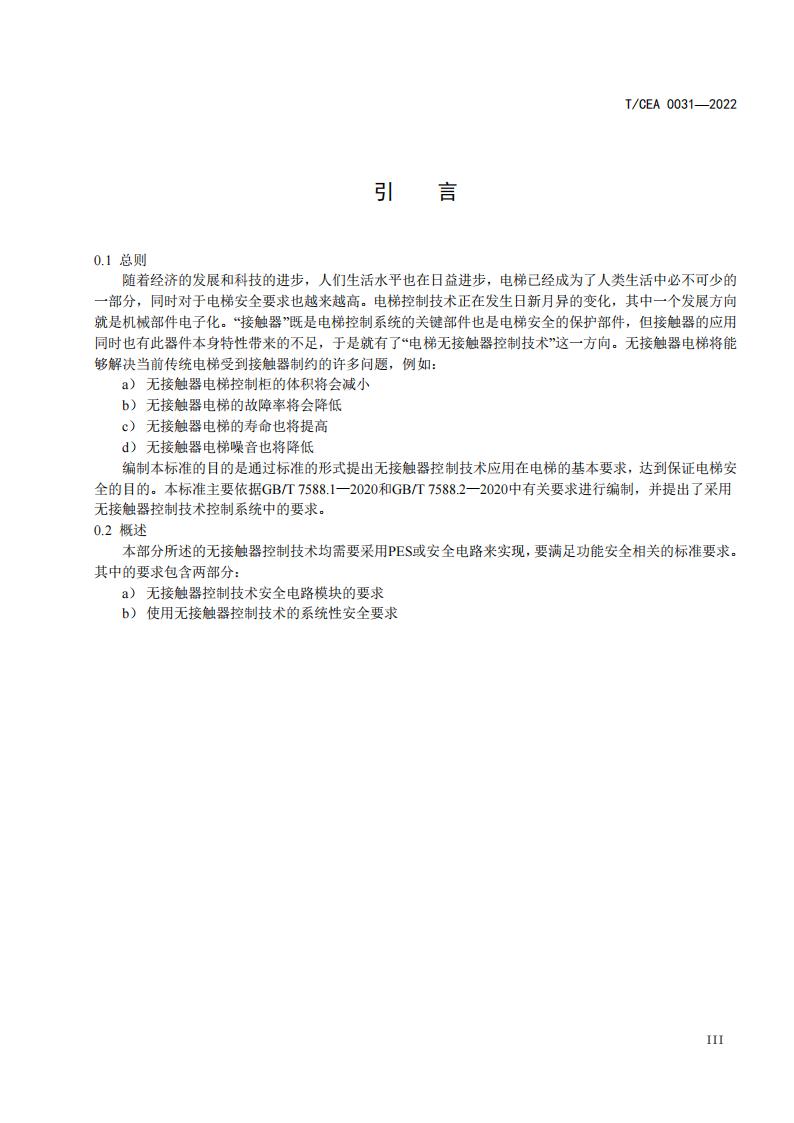 T/CEA 0031—2022
引 言
0.1 总则
随着经济的发展和科技的进步，人们生活水平也在日益进步，电梯已经成为了人类生活中必不可少的
一部分，同时对于电梯安全要求也越来越高。电梯控制技术正在发生日新月异的变化，其中一个发展方向
就是机械部件电子化。“接触器”既是电梯控制系统的关键部件也是电梯安全的保护部件，但接触器的应用
同时也有此器件本身特性带来的不足，于是就有了“电梯无接触器控制技术”这一方向。无接触器电梯将能
够解决当前传统电梯受到接触器制约的许多问题，例如：
a） 无接触器电梯控制柜的体积将会减小
b） 无接触器电梯的故障率将会降低
c） 无接触器电梯的寿命也将提高
d） 无接触器电梯噪音也将降低
编制本标准的目的是通过标准的形式提出无接触器控制技术应用在电梯的基本要求，达到保证电梯安
全的目的。本标准主要依据GB/T 7588.1—2020和GB/T 7588.2—2020中有关要求进行编制，并提出了采用
无接触器控制技术控制系统中的要求。
0.2 概述
本部分所述的无接触器控制技术均需要采用PES或安全电路来实现，要满足功能安全相关的标准要求。
其中的要求包含两部分：
a） 无接触器控制技术安全电路模块的要求
b） 使用无接触器控制技术的系统性安全要求
III